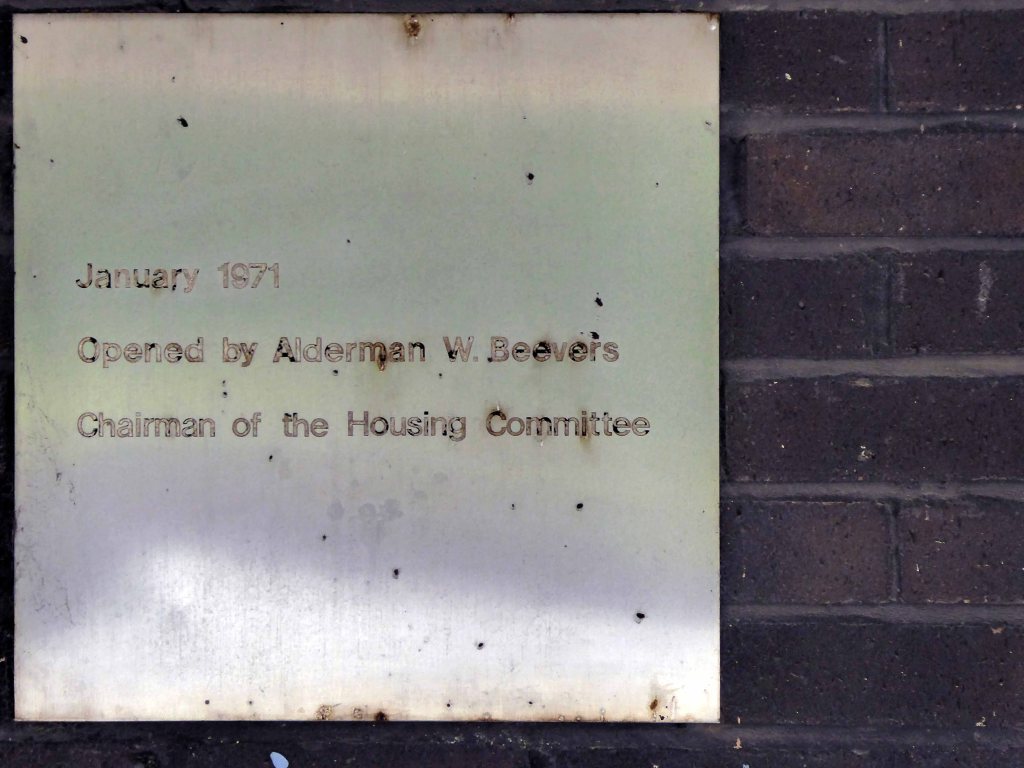 January 1971
Opened by Alderman W. Beevers
Chairman of the Housing Committee